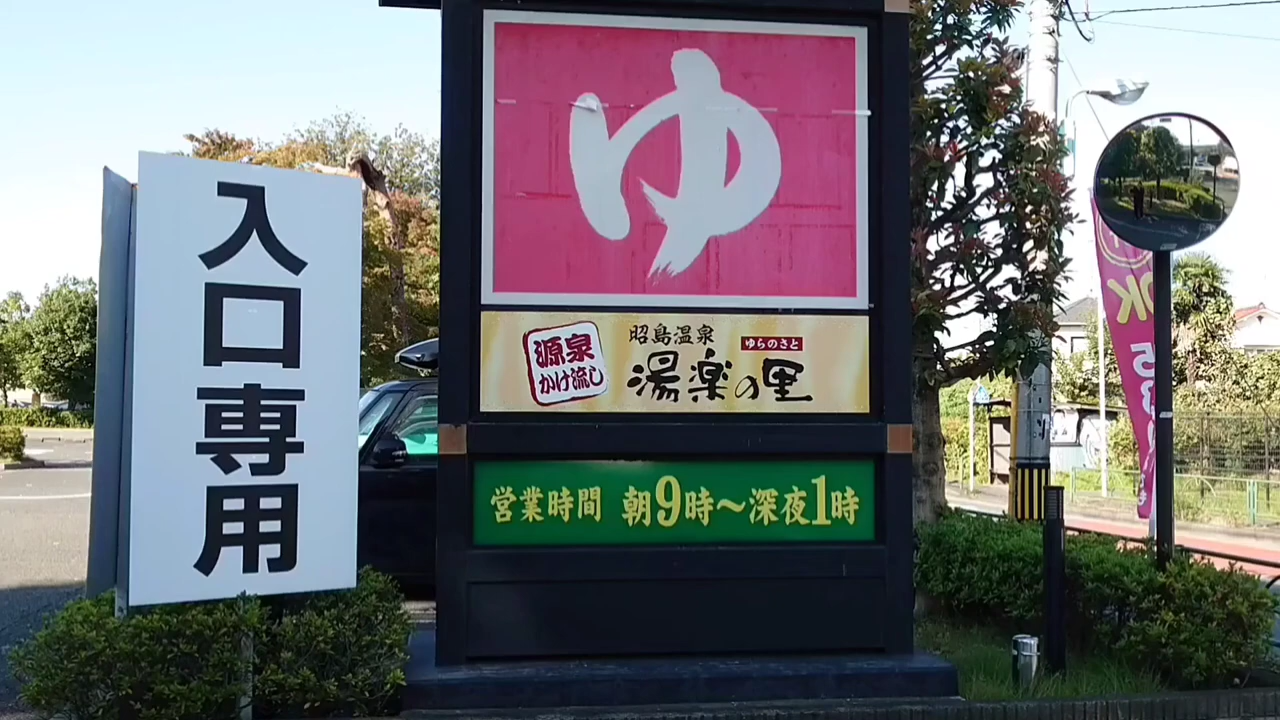 入口専用
ゆ
源泉
かけ流し
昭島温泉
ゆらのさと
湯楽の里
営業時間 朝9時～深夜1時
OK